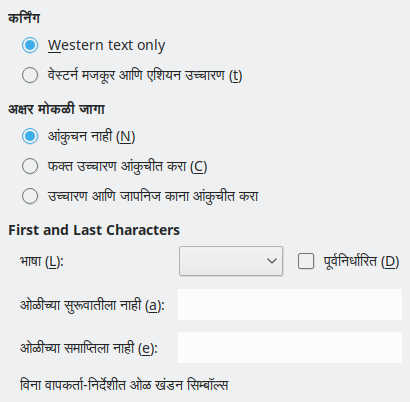 कर्निंग
Western text only
वेस्टर्न मजकूर आणि एशियन उच्चारण (t)
अक्षर मोकळी जागा
आंकुचन नाही (N)
फक्त उच्चारण आंकुचीत करा (C)
उच्चारण आणि जापनिज काना आंकुचीत करा
First and Last Characters
भाषा (L):
पूर्वनिर्धारित (D)
ओळीच्या सुरूवातीला नाही (a):
ओळीच्या समाप्तिला नाही (e):
विना वापकर्ता-निर्देशीत ओळ खंडन सिम्बॉल्स